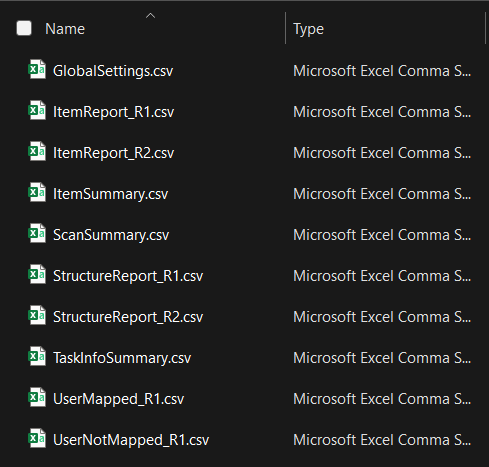 Name Type
GlobalSettings.csv Microsoft Excel Comma S...
ItemReport_R1.csv Microsoft Excel Comma S...
ItemReport_R2.csv Microsoft Excel Comma S...
ItemSummary.csv Microsoft Excel Comma S...
ScanSummary.csv Microsoft Excel Comma S...
StructureReport_R1.csv Microsoft Excel Comma S...
StructureReport_R2.csv Microsoft Excel Comma S...
TaskInfoSummary.csv Microsoft Excel Comma S...
UserMapped_R1.csv Microsoft Excel Comma S...
UserNotMapped_R1.csv Microsoft Excel Comma S...